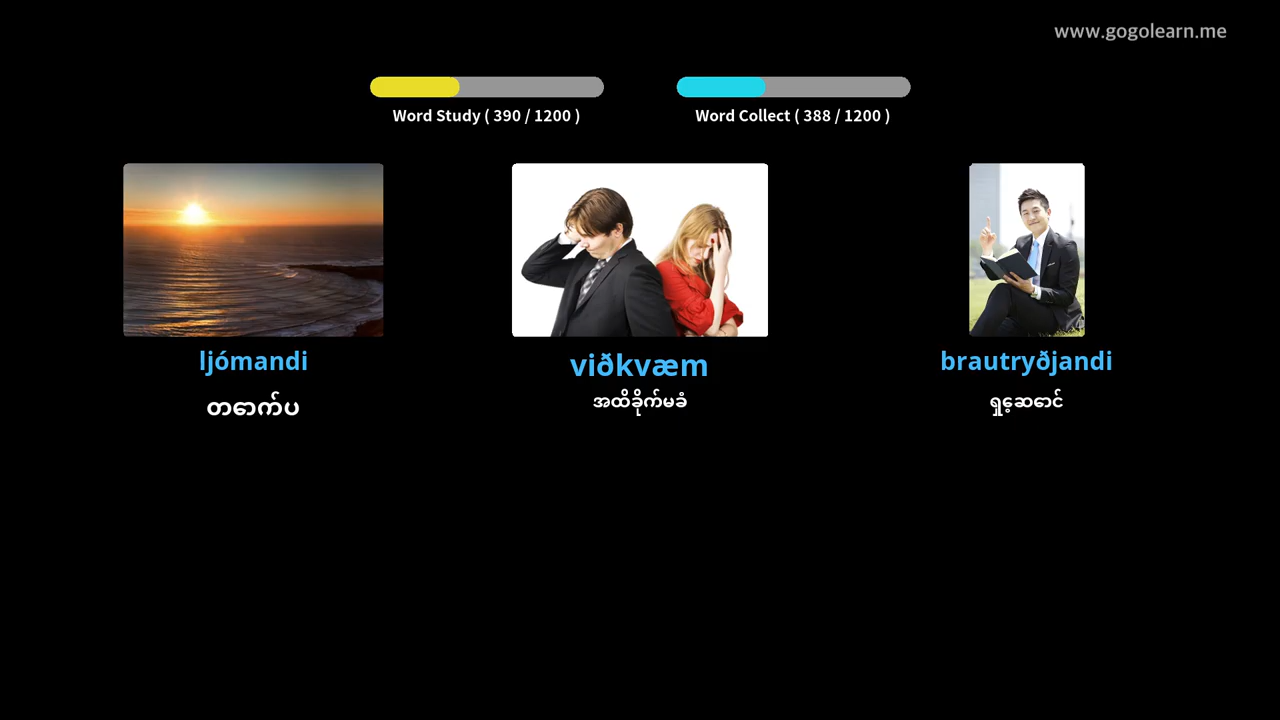 www.gogolearn.me
Word Study ( 390 / 1200 )
Word Collect ( 388 / 1200 )
ljómandi
viðkvæm
brautryðjandi
တောက်ပ
အထိခိုက်မခံ
ရှေ့ဆောင်